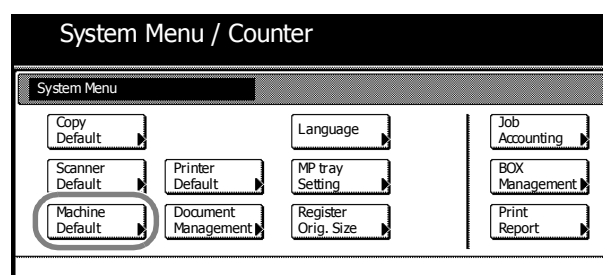 System Menu / Counter
System Menu
Copy
Default
Language
Job
Accounting
Scanner
Default
Printer
Default
MP tray
Setting
BOX
Management
Machine
Default
Document
Management
Register
Orig. Size
Print
Report